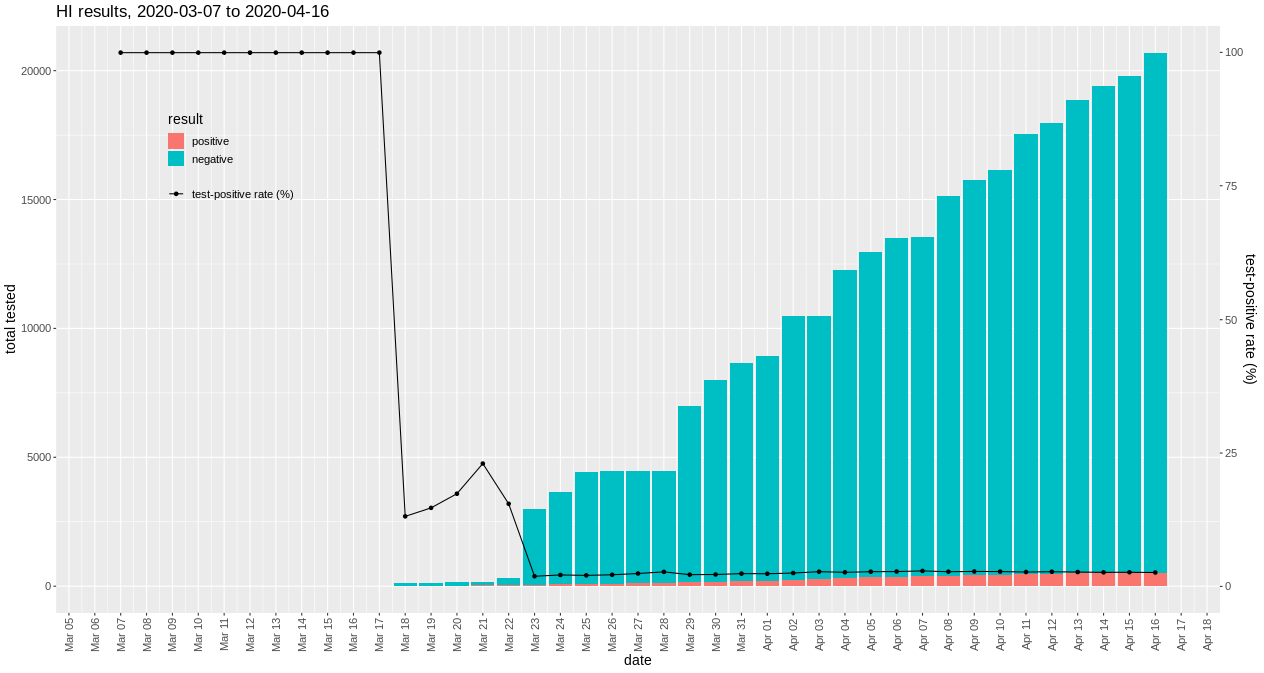 HI results, 2020-03-07 to 2020-04-16
total tested
20000
15000
10000
5000
0
result
positive
negative
test-positive rate (%)
100
75
50
25
0
test-positive rate (%)
Mar 05
Mar 06
Mar 07
Mar 08
Mar 09
Mar 10
Mar 11
Mar 12
Mar 13
Mar 14
Mar 15
Mar 16
Mar 17
Mar 18
Mar 19
Mar 20
Mar 21
Mar 22
Mar 23
Mar 24
Mar 25
Mar 26
Mar 27
Mar 28
Mar 29
Mar 30
Mar 31
Apr 01
Apr 02
Apr 03
Apr 04
Apr 05
Apr 06
Apr 07
Apr 08
Apr 09
Apr 10
Apr 11
Apr 12
Apr 13
Apr 14
Apr 15
Apr 16
Apr 17
Apr 18
date